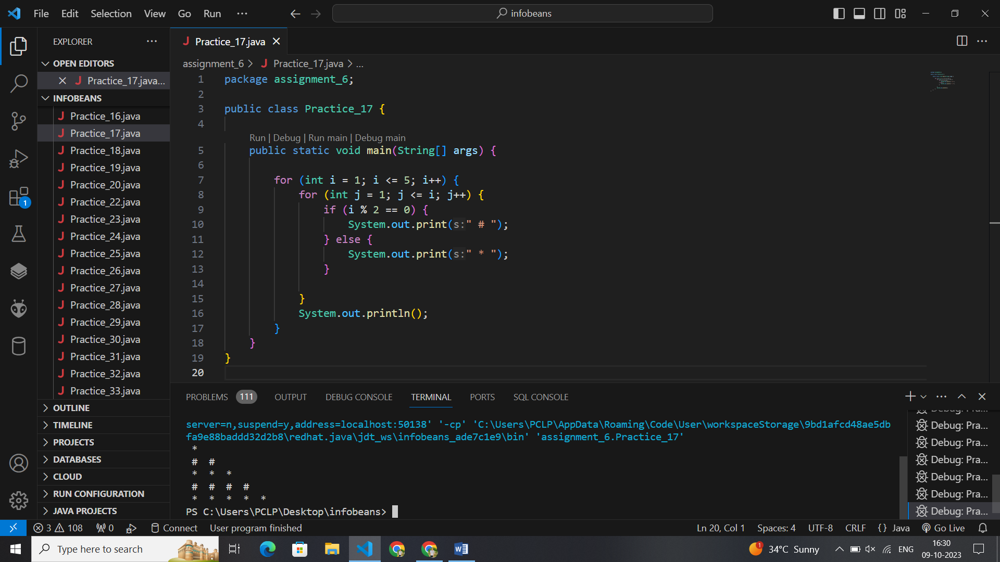 File Edit Selection View Go Run ··· infobeans
EXPLORER ···
OPEN EDITORS
Practice_17.java...
INFOBEANS
Practice_16.java
Practice_17.java
Practice_18.java
Practice_19.java
Practice_20.java
Practice_22.java
Practice_23.java
Practice_24.java
Practice_25.java
Practice_26.java
Practice_27.java
Practice_28.java
Practice_29.java
Practice_30.java
Practice_31.java
Practice_32.java
Practice_33.java
OUTLINE
TIMELINE
PROJECTS
DATABASES
CLOUD
RUN CONFIGURATION
JAVA PROJECTS
1
J Practice_17.java
assignment_6 > J Practice_17.java > ...
1 package assignment_6;
2
3 public class Practice_17 {
4
Run | Debug | Run main | Debug main
5 public static void main(String[] args) {
6
7 for (int i = 1; i <= 5; i++) {
8 for (int j = 1; j <= i; j++) {
9 if (i % 2 == 0) {
10 System.out.print(s:" # ");
11 } else {
12 System.out.print(s:" * ");
13 }
14
15 }
16 System.out.println();
17 }
18 }
19 }
20
PROBLEMS 111 OUTPUT DEBUG CONSOLE TERMINAL PORTS SQL CONSOLE
server=n,suspend=y,address=localhost:50138' '-cp' 'C:\Users\PCLP\AppData\Roaming\Code\User\workspaceStorage\9bd1afcd48ae5db
fa9e88baddd32d2b8\redhat.java\jdt_ws\infobeans_ade7c1e9\bin' 'assignment_6.Practice_17'
*
# #
* * *
# # # #
* * * * *
PS C:\Users\PCLP\Desktop\infobeans>
Debug: Pra...
Debug: Pra...
Debug: Pra...
Debug: Pra...
Debug: Pra...
Debug: Pra...
3 108 0 Connect User program finished Ln 20, Col 1 Spaces: 4 UTF-8 CRLF {} Java Go Live
Type here to search 1 34°C Sunny ENG 16:30
09-10-2023